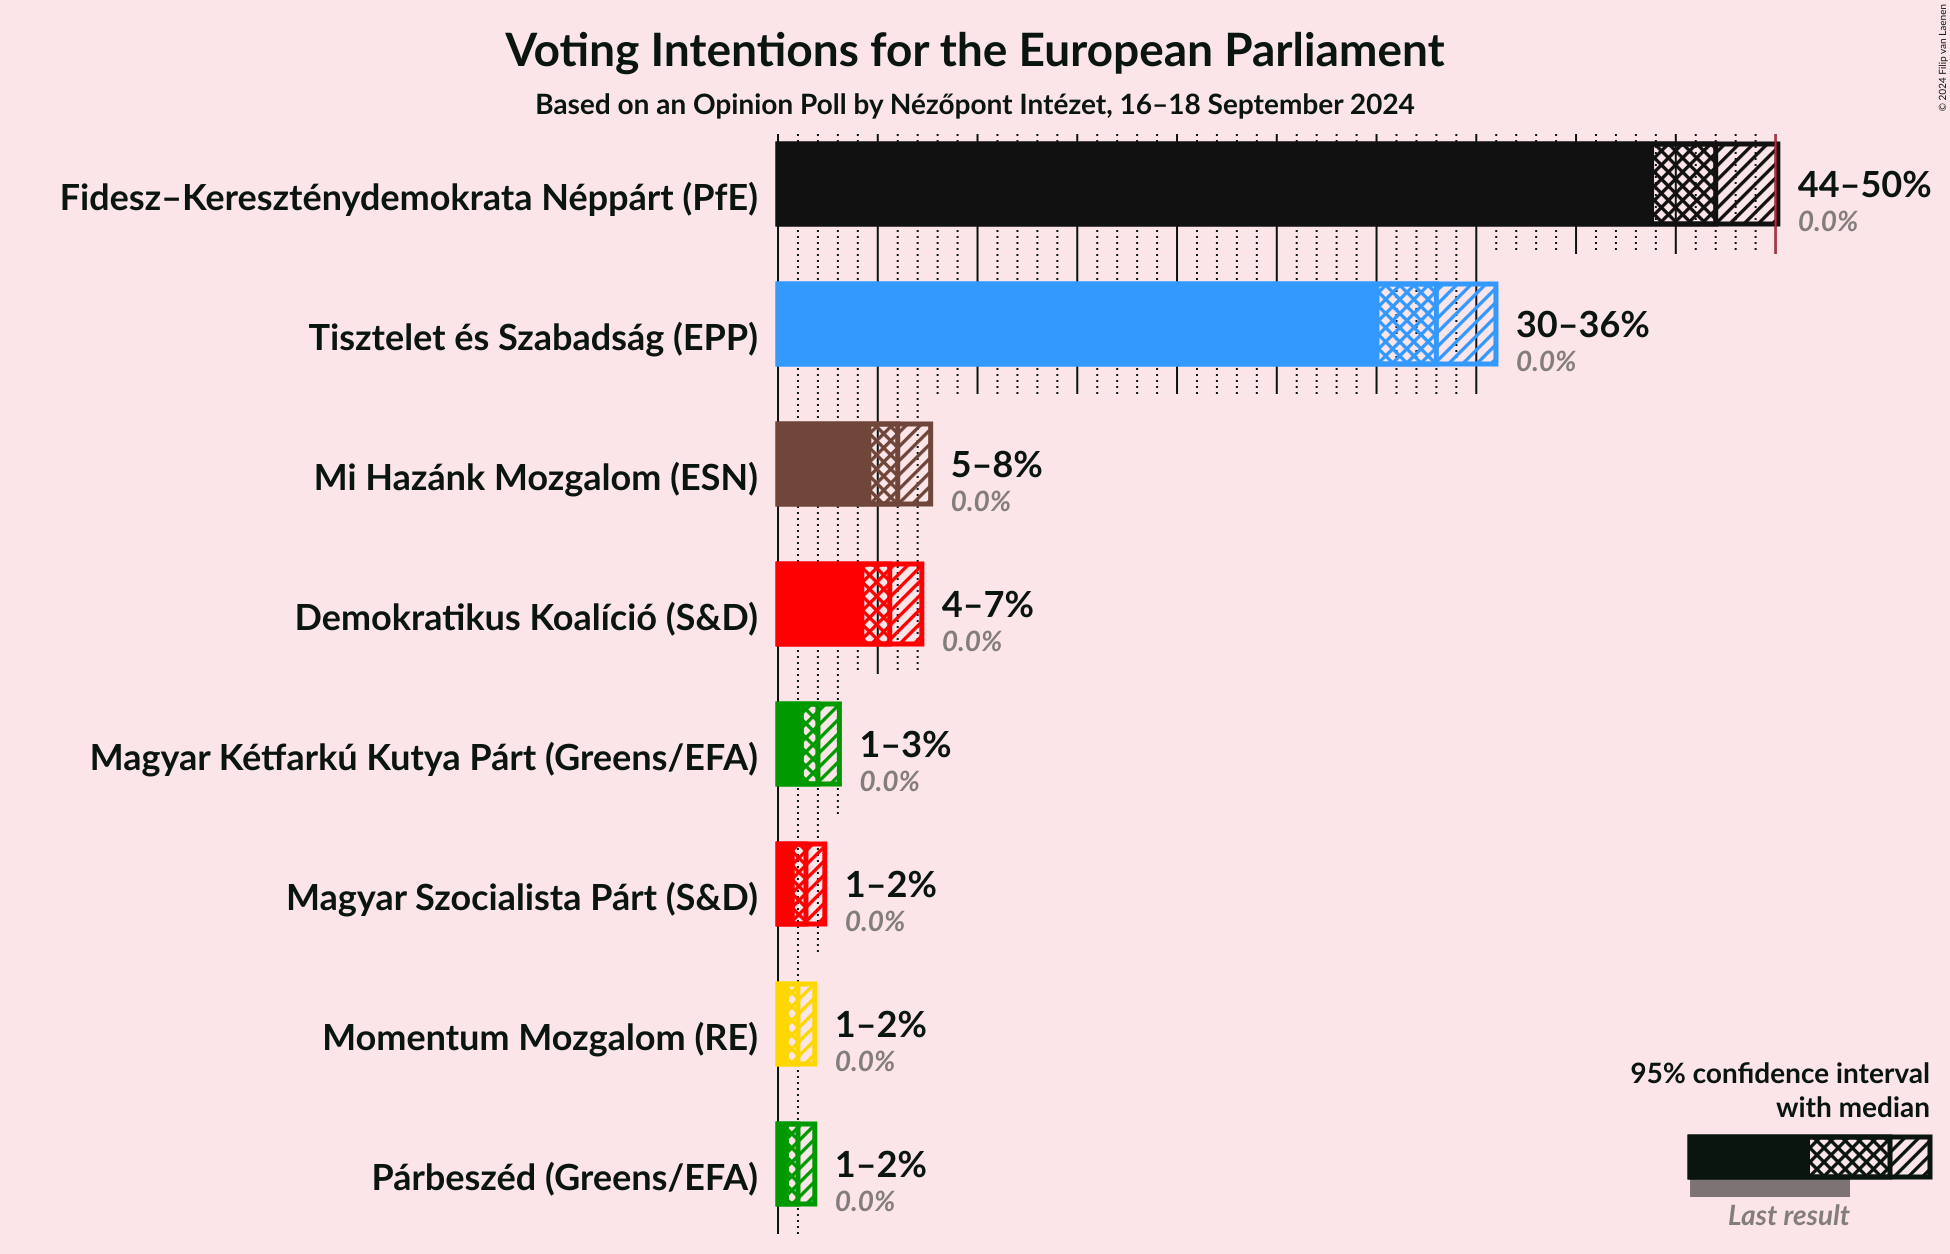 Voting Intentions for the European Parliament
Based on an Opinion Poll by Nézőpont Intézet, 16–18 September 2024
© 2024 Filip van Laenen
Fidesz–Kereszténydemokrata Néppárt (PfE)
44–50%
0.0%
Tisztelet és Szabadság (EPP)
30–36%
0.0%
Mi Hazánk Mozgalom (ESN)
5–8%
0.0%
Demokratikus Koalíció (S&D)
4–7%
0.0%
Magyar Kétfarkú Kutya Párt (Greens/EFA)
1–3%
0.0%
Magyar Szocialista Párt (S&D)
1–2%
0.0%
Momentum Mozgalom (RE)
1–2%
0.0%
Párbeszéd (Greens/EFA)
1–2%
0.0%
95% confidence interval
with median
Last result